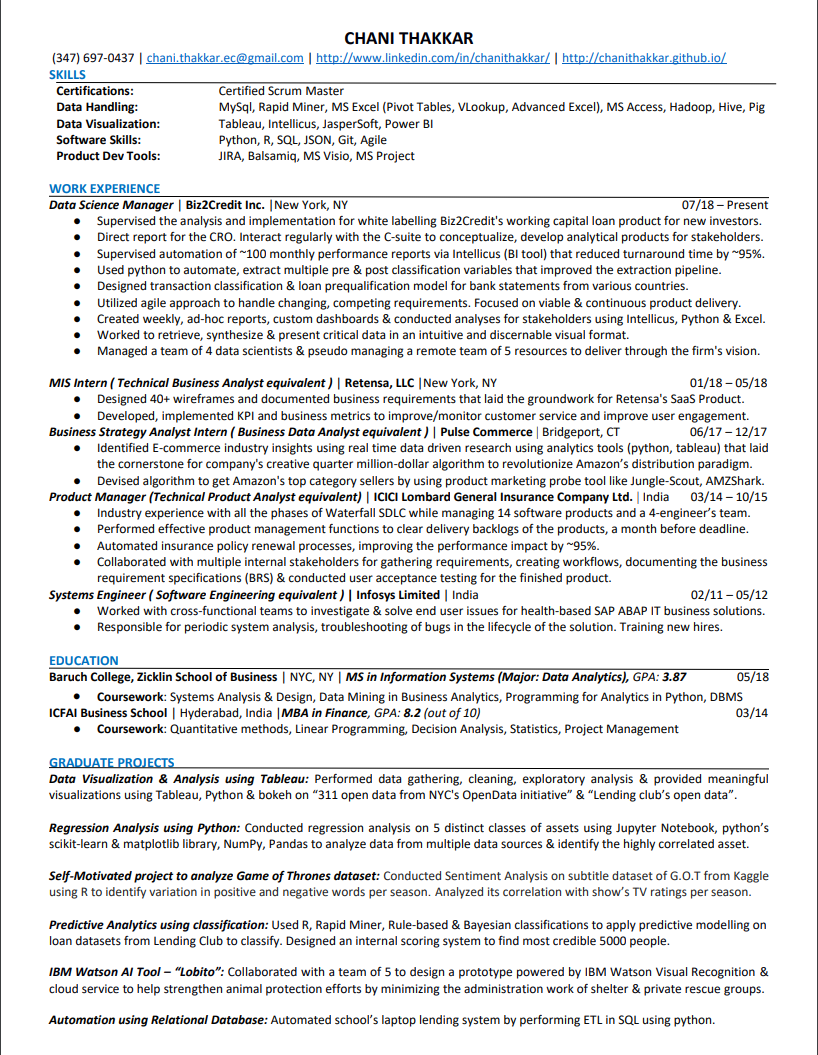 CHANI THAKKAR
(347) 697-0437 | chani.thakkar.ec@gmail.com | http://www.linkedin.com/in/chanithakkar/ | http://chanithakkar.github.io/
SKILLS
Certifications: Certified Scrum Master
Data Handling: MySql, Rapid Miner, MS Excel (Pivot Tables, VLookup, Advanced Excel), MS Access, Hadoop, Hive, Pig
Data Visualization: Tableau, Intellicus, JasperSoft, Power BI
Software Skills: Python, R, SQL, JSON, Git, Agile
Product Dev Tools: JIRA, Balsamiq, MS Visio, MS Project
WORK EXPERIENCE
Data Science Manager | Biz2Credit Inc. |New York, NY 07/18 – Present
● Supervised the analysis and implementation for white labelling Biz2Credit's working capital loan product for new investors.
● Direct report for the CRO. Interact regularly with the C-suite to conceptualize, develop analytical products for stakeholders.
● Supervised automation of ~100 monthly performance reports via Intellicus (BI tool) that reduced turnaround time by ~95%.
● Used python to automate, extract multiple pre & post classification variables that improved the extraction pipeline.
● Designed transaction classification & loan prequalification model for bank statements from various countries.
● Utilized agile approach to handle changing, competing requirements. Focused on viable & continuous product delivery.
● Created weekly, ad-hoc reports, custom dashboards & conducted analyses for stakeholders using Intellicus, Python & Excel.
● Worked to retrieve, synthesize & present critical data in an intuitive and discernable visual format.
● Managed a team of 4 data scientists & pseudo managing a remote team of 5 resources to deliver through the firm's vision.
MIS Intern ( Technical Business Analyst equivalent ) | Retensa, LLC |New York, NY 01/18 – 05/18
● Designed 40+ wireframes and documented business requirements that laid the groundwork for Retensa's SaaS Product.
● Developed, implemented KPI and business metrics to improve/monitor customer service and improve user engagement.
Business Strategy Analyst Intern ( Business Data Analyst equivalent ) | Pulse Commerce | Bridgeport, CT 06/17 – 12/17
● Identified E-commerce industry insights using real time data driven research using analytics tools (python, tableau) that laid
the cornerstone for company's creative quarter million-dollar algorithm to revolutionize Amazon’s distribution paradigm.
● Devised algorithm to get Amazon's top category sellers by using product marketing probe tool like Jungle-Scout, AMZShark.
Product Manager (Technical Product Analyst equivalent) | ICICI Lombard General Insurance Company Ltd. | India 03/14 – 10/15
● Industry experience with all the phases of Waterfall SDLC while managing 14 software products and a 4-engineer’s team.
● Performed effective product management functions to clear delivery backlogs of the products, a month before deadline.
● Automated insurance policy renewal processes, improving the performance impact by ~95%.
● Collaborated with multiple internal stakeholders for gathering requirements, creating workflows, documenting the business
requirement specifications (BRS) & conducted user acceptance testing for the finished product.
Systems Engineer ( Software Engineering equivalent ) | Infosys Limited | India 02/11 – 05/12
● Worked with cross-functional teams to investigate & solve end user issues for health-based SAP ABAP IT business solutions.
● Responsible for periodic system analysis, troubleshooting of bugs in the lifecycle of the solution. Training new hires.
EDUCATION
Baruch College, Zicklin School of Business | NYC, NY | MS in Information Systems (Major: Data Analytics), GPA: 3.87 05/18
● Coursework: Systems Analysis & Design, Data Mining in Business Analytics, Programming for Analytics in Python, DBMS
ICFAI Business School | Hyderabad, India |MBA in Finance, GPA: 8.2 (out of 10) 03/14
● Coursework: Quantitative methods, Linear Programming, Decision Analysis, Statistics, Project Management
GRADUATE PROJECTS
Data Visualization & Analysis using Tableau: Performed data gathering, cleaning, exploratory analysis & provided meaningful
visualizations using Tableau, Python & bokeh on “311 open data from NYC's OpenData initiative” & “Lending club’s open data”.
Regression Analysis using Python: Conducted regression analysis on 5 distinct classes of assets using Jupyter Notebook, python’s
scikit-learn & matplotlib library, NumPy, Pandas to analyze data from multiple data sources & identify the highly correlated asset.
Self-Motivated project to analyze Game of Thrones dataset: Conducted Sentiment Analysis on subtitle dataset of G.O.T from Kaggle
using R to identify variation in positive and negative words per season. Analyzed its correlation with show’s TV ratings per season.
Predictive Analytics using classification: Used R, Rapid Miner, Rule-based & Bayesian classifications to apply predictive modelling on
loan datasets from Lending Club to classify. Designed an internal scoring system to find most credible 5000 people.
IBM Watson AI Tool – “Lobito”: Collaborated with a team of 5 to design a prototype powered by IBM Watson Visual Recognition &
cloud service to help strengthen animal protection efforts by minimizing the administration work of shelter & private rescue groups.
Automation using Relational Database: Automated school’s laptop lending system by performing ETL in SQL using python.